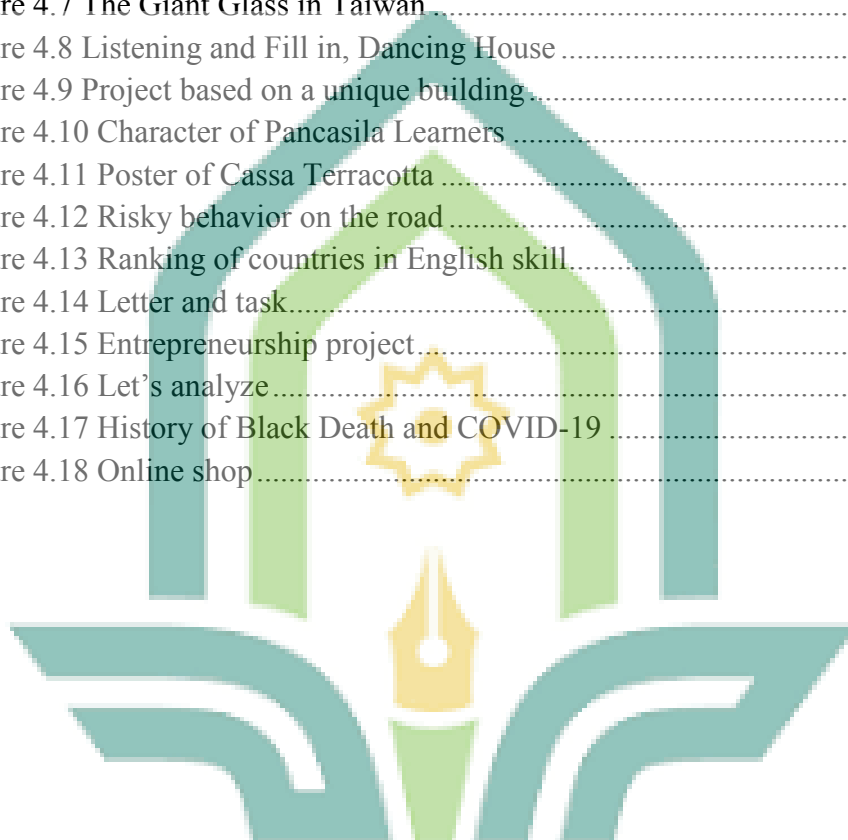 re 4.7 The Giant Glass in Taiwan
re 4.8 Listening and Fill in, Dancing House
re 4.9 Project based on a unique building
re 4.10 Character of Pancasila Learners
re 4.11 Poster of Cassa Terracotta
re 4.12 Risky behavior on the road
re 4.13 Ranking of countries in English skill
re 4.14 Letter and task
re 4.15 Entrepreneurship project
re 4.16 Let's analyze
re 4.17 History of Black Death and COVID-19
re 4.18 Online shop